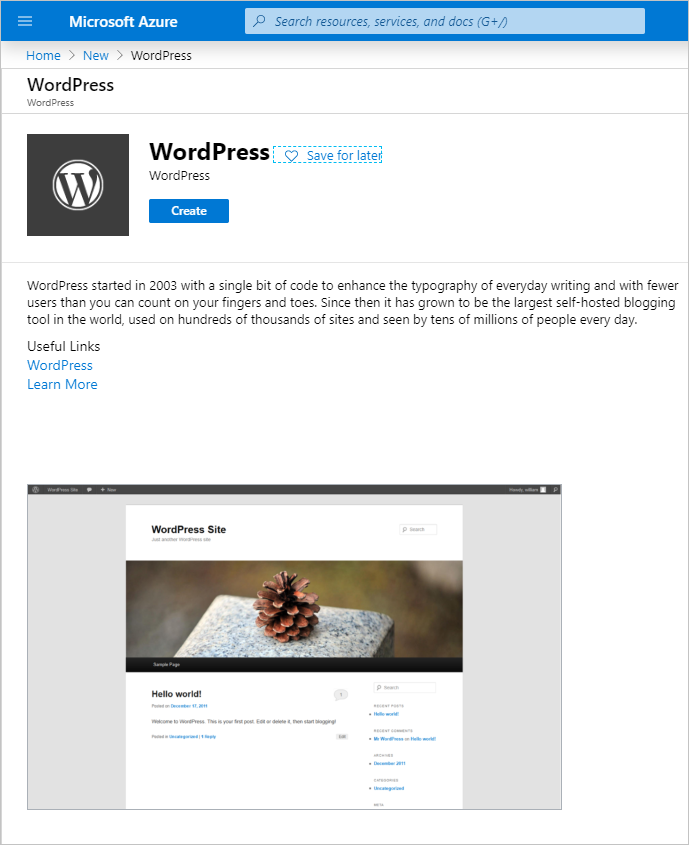 Microsoft Azure
Search resources, services, and docs (G+/)
Home > New > WordPress
WordPress
WordPress
WordPress
Save for later
WordPress
Create
WordPress started in 2003 with a single bit of code to enhance the typography of everyday writing and with fewer
users than you can count on your fingers and toes. Since then it has grown to be the largest self-hosted blogging
tool in the world, used on hundreds of thousands of sites and seen by tens of millions of people every day.
Useful Links
WordPress
Learn More
WordPress Site
+ New
Howdy, william
WordPress Site
Search
Just another WordPress site
Sample Page
Hello world!
1
Posted on December 17, 2011
Welcome to WordPress. This is your first post. Edit or delete it, then start blogging!
Posted in Uncategorized | 1 Reply
Edit
Search
RECENT POSTS
Hello world!
RECENT COMMENTS
Mr WordPress on Hello world!
ARCHIVES
December 2011
CATEGORIES
Uncategorized
META